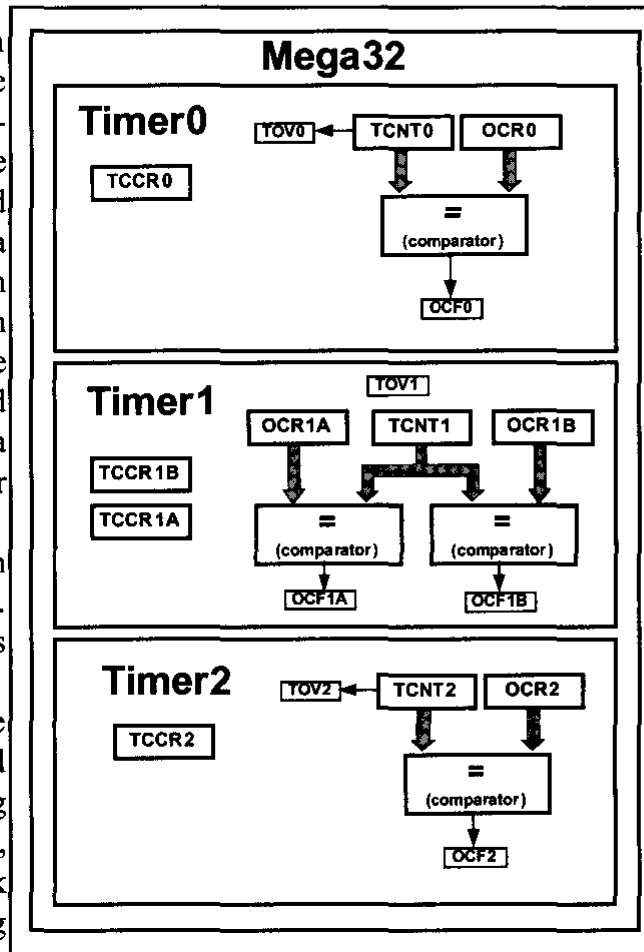 Mega32
Timer0
TOV0
TCNT0
OCR0
TCCR0
=
(comparator)
OCF0
Timer1
TOV1
OCR1A
TCNT1
OCR1B
TCCR1B
TCCR1A
=
(comparator)
=
(comparator)
OCF1A
OCF1B
Timer2
TOV2
TCNT2
OCR2
TCCR2
=
(comparator)
OCF2